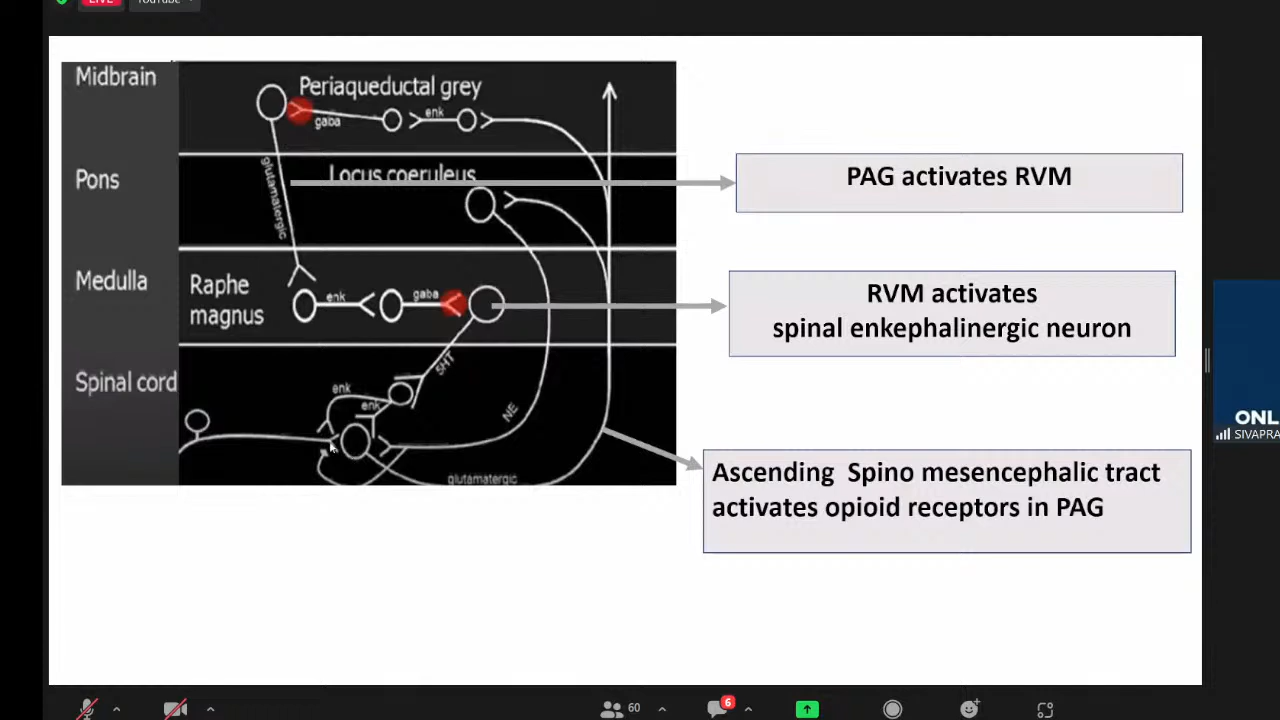 LIVE
YouTube
Midbrain
Periaqueductal grey
gaba
enk
Pons
Locus coeruleus
glutamatergic
PAG activates RVM
Medulla
Raphe
magnus
enk
gaba
RVM activates
spinal enkephalinergic neuron
Spinal cord
5HT
enk
enk
NE
glutamatergic
Ascending Spino mesencephalic tract
activates opioid receptors in PAG
ONL
SIVAPRA
60
6